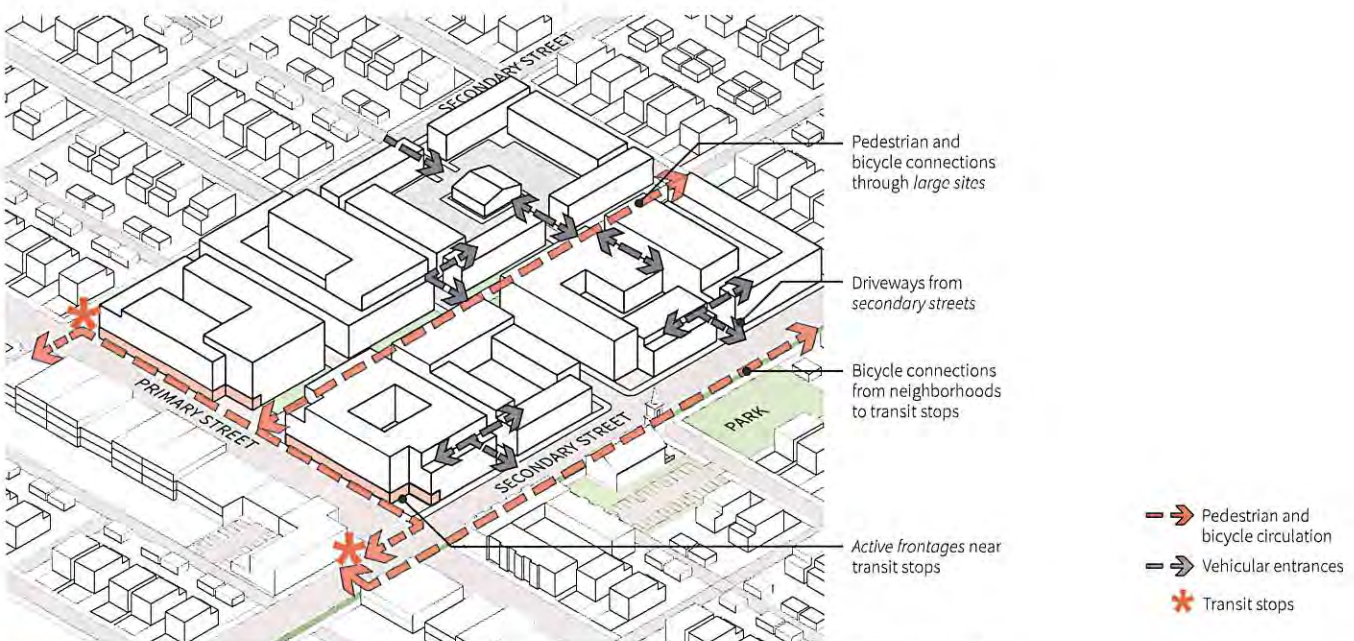 SECONDARY STREET
Pedestrian and
bicycle connections
through large sites
Driveways from
secondary streets
Bicycle connections
from neighborhoods
to transit stops
PRIMARY STREET
PARK
SECONDARY STREET
Active frontages near
transit stops
Pedestrian and
bicycle circulation
Vehicular entrances
Transit stops